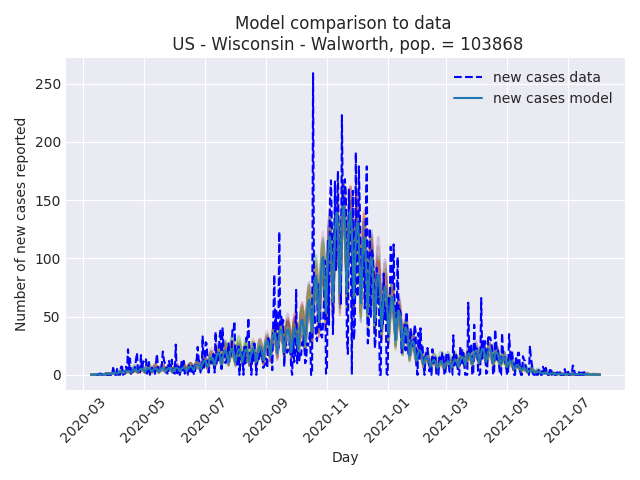 Model comparison to data
US - Wisconsin - Walworth, pop. = 103868
new cases data
new cases model
Number of new cases reported
250
200
150
100
50
0
2020-03
2020-05
2020-07
2020-09
2020-11
2021-01
2021-03
2021-05
2021-07
Day